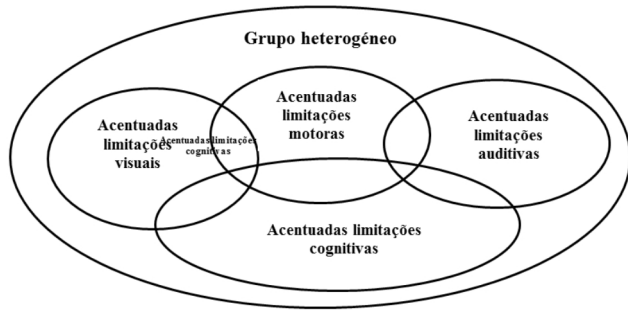 Grupo heterogéneo
Acentuadas
limitações
visuais
Acentuadas limitações
cognitivas
Acentuadas
limitações
motoras
Acentuadas
limitações
auditivas
Acentuadas limitações
cognitivas